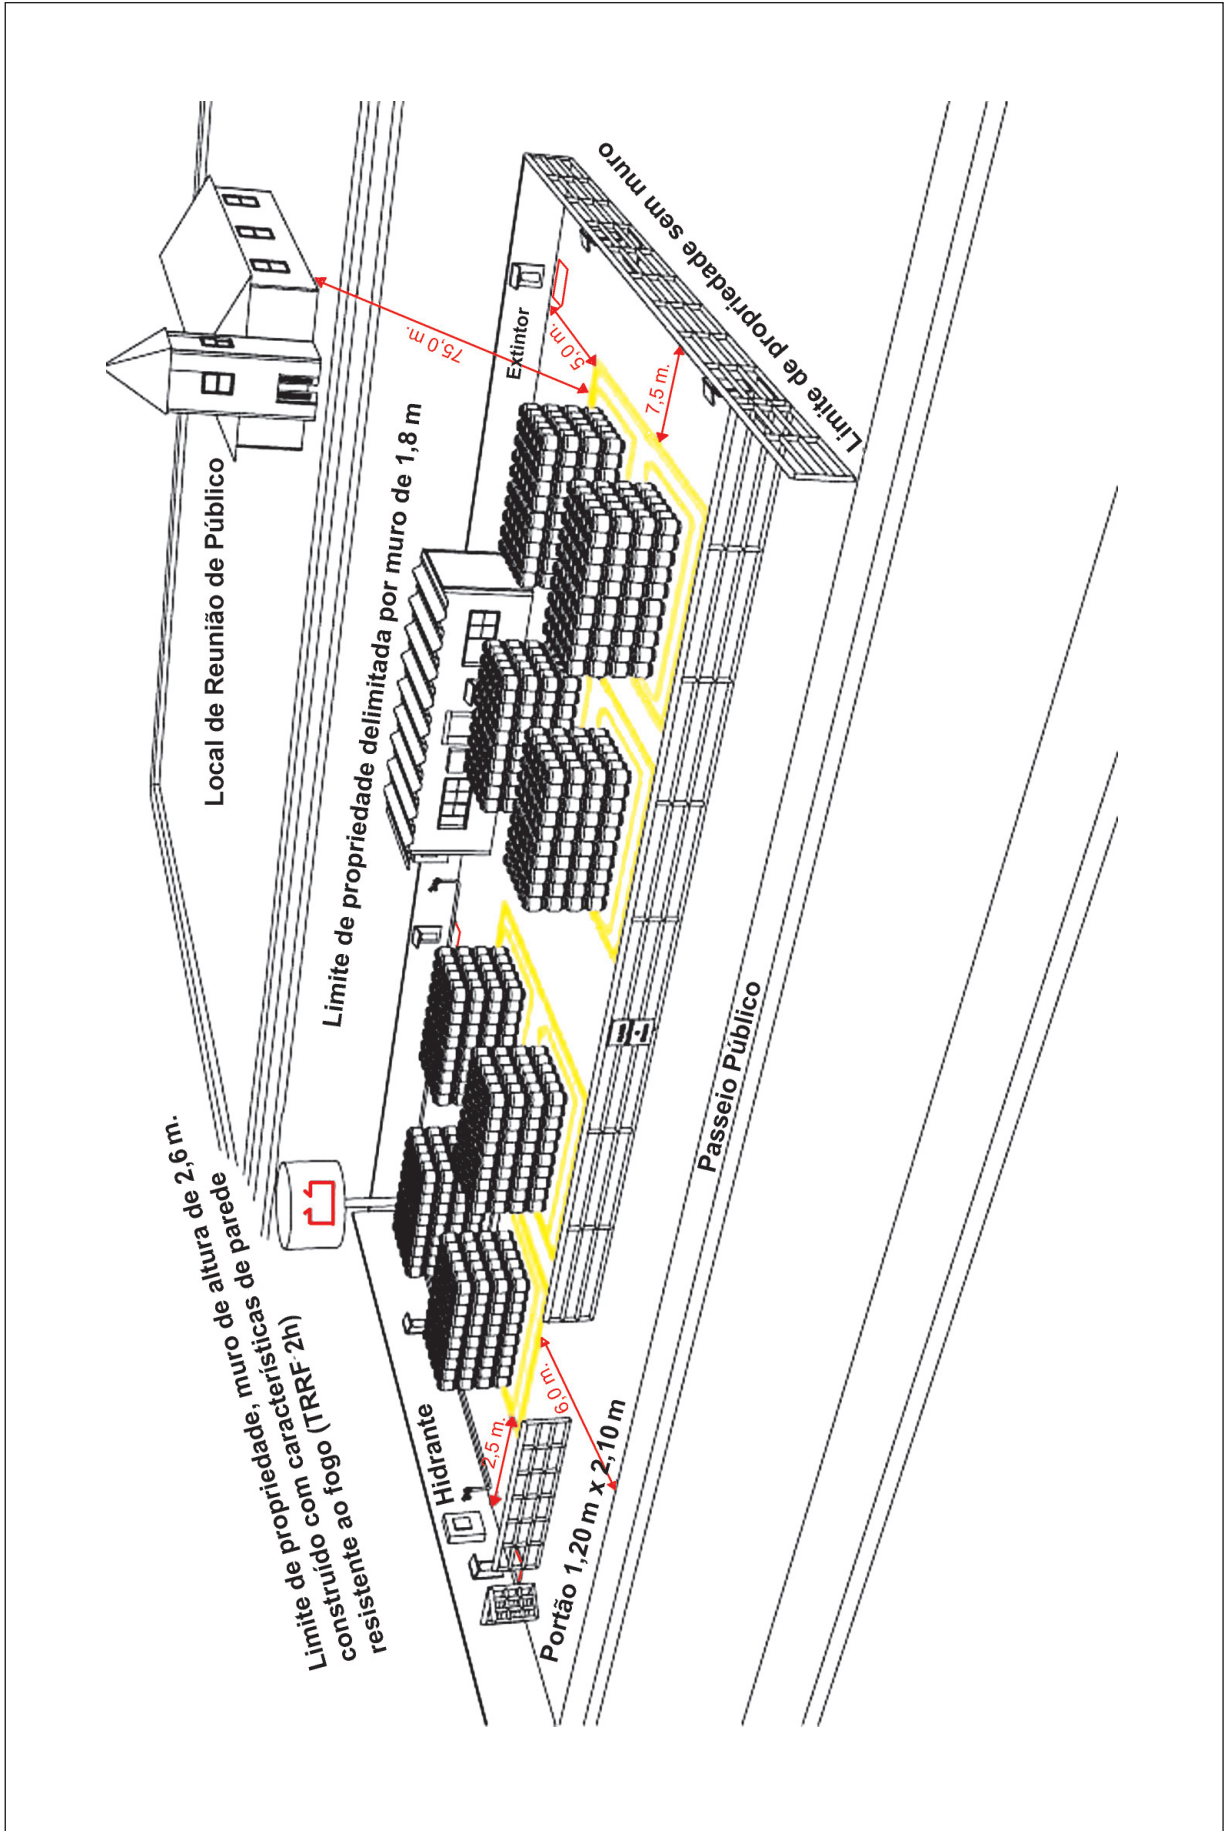 Limite de propriedade, muro de altura de 2,6 m.
construído com características de parede
resistente ao fogo (TRRF 2h)
Local de Reunião de Público
Limite de propriedade delimitada por muro de 1,8 m
75,0 m.
Extintor
5,0 m.
7,5 m.
Limite de propriedade sem muro
Hidrante
2,5 m.
6,0 m.
Portão 1,20 m x 2,10 m
Passeio Público